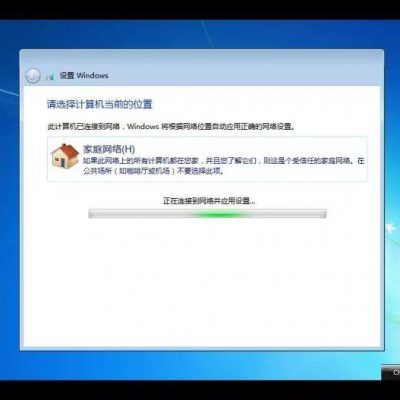 设置 Windows
请选择计算机当前的位置
此计算机已连接到网络，Windows 将根据网络位置自动应用正确的网络设置。
家庭网络(H)
如果此网络上的所有计算机都在您家，并且您了解它们，则这是个受信任的家庭网络。在
公共场所（如咖啡厅或机场）不要选择此项。
正在连接到网络并应用设置...
CH